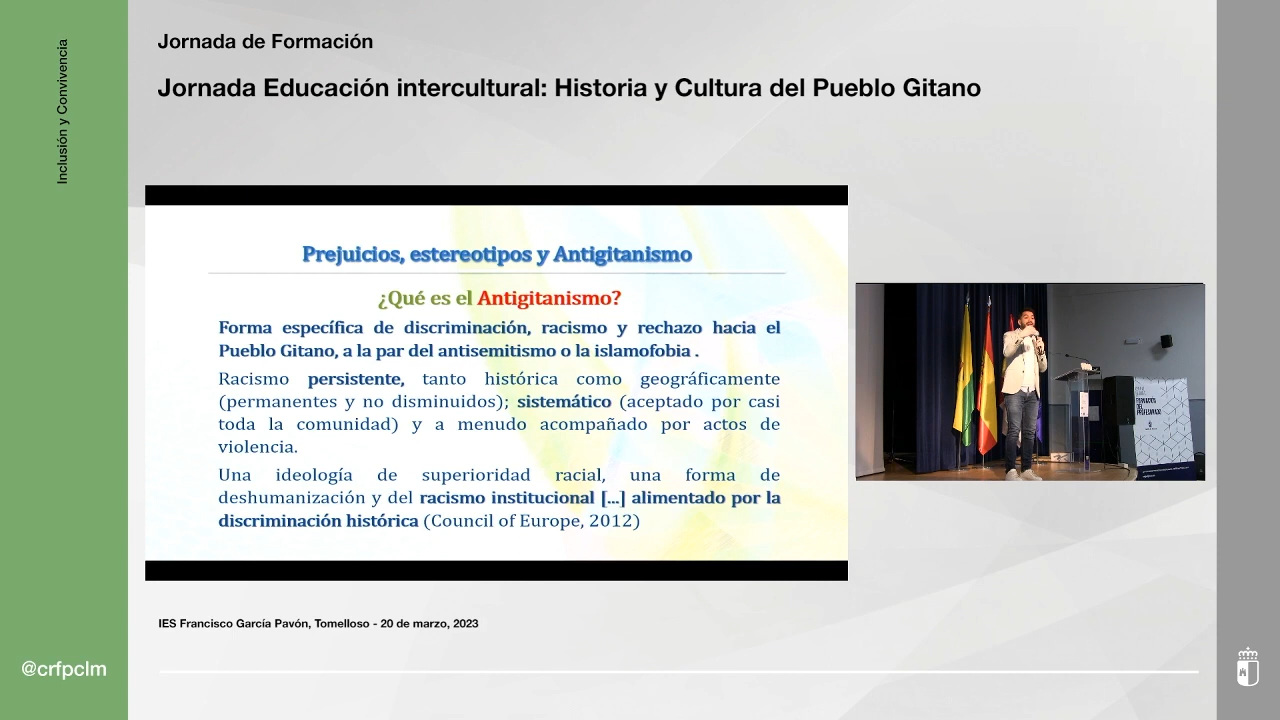 Inclusión y Convivencia
Jornada de Formación
Jornada Educación intercultural: Historia y Cultura del Pueblo Gitano
Prejuicios, estereotipos y Antigitanismo
¿Qué es el Antigitanismo?
Forma específica de discriminación, racismo y rechazo hacia el
Pueblo Gitano, a la par del antisemitismo o la islamofobia .
Racismo persistente, tanto histórica como geográficamente
(permanentes y no disminuidos); sistemático (aceptado por casi
toda la comunidad) y a menudo acompañado por actos de
violencia.
Una ideología de superioridad racial, una forma de
deshumanización y del racismo institucional [...] alimentado por la
discriminación histórica (Council of Europe, 2012)
IES Francisco García Pavón, Tomelloso - 20 de marzo, 2023
@crfpclm